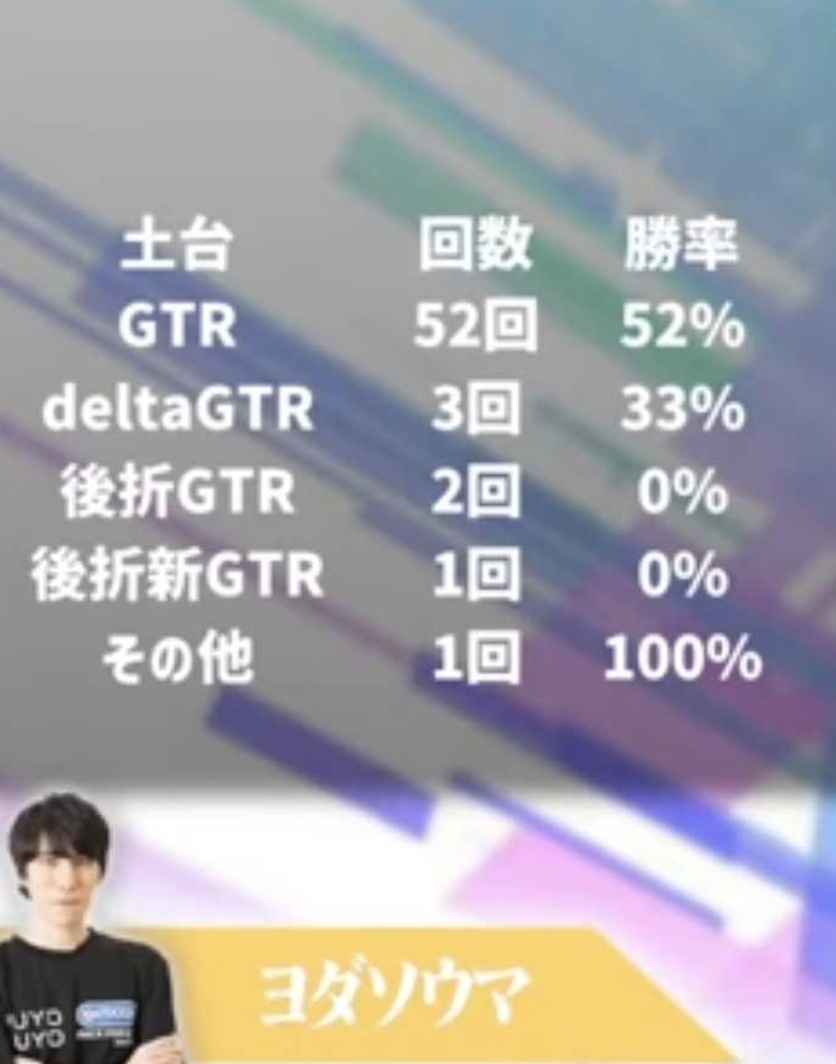 土台 回数 勝率
GTR 52回 52%
deltaGTR 3回 33%
後折GTR 2回 0%
後折新GTR 1回 0%
その他 1回 100%
ヨダソウマ
UYO
UYO